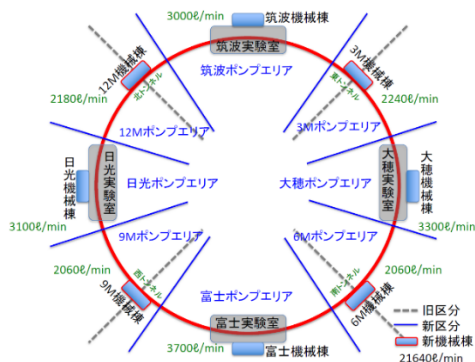 3000ℓ/min
筑波機械棟
筑波実験室
12M機械棟
3M機械棟
筑波ポンプエリア
北トンネル
東トンネル
2180ℓ/min
2240ℓ/min
12Mポンプエリア
3Mポンプエリア
日光機械棟
日光実験室
日光ポンプエリア
大穂ポンプエリア
大穂実験室
大穂機械棟
3100ℓ/min
3300ℓ/min
9Mポンプエリア
6Mポンプエリア
2060ℓ/min
2060ℓ/min
西トンネル
南トンネル
9M機械棟
6M機械棟
富士ポンプエリア
富士実験室
3700ℓ/min
富士機械棟
旧区分
新区分
新機械棟
21640ℓ/min